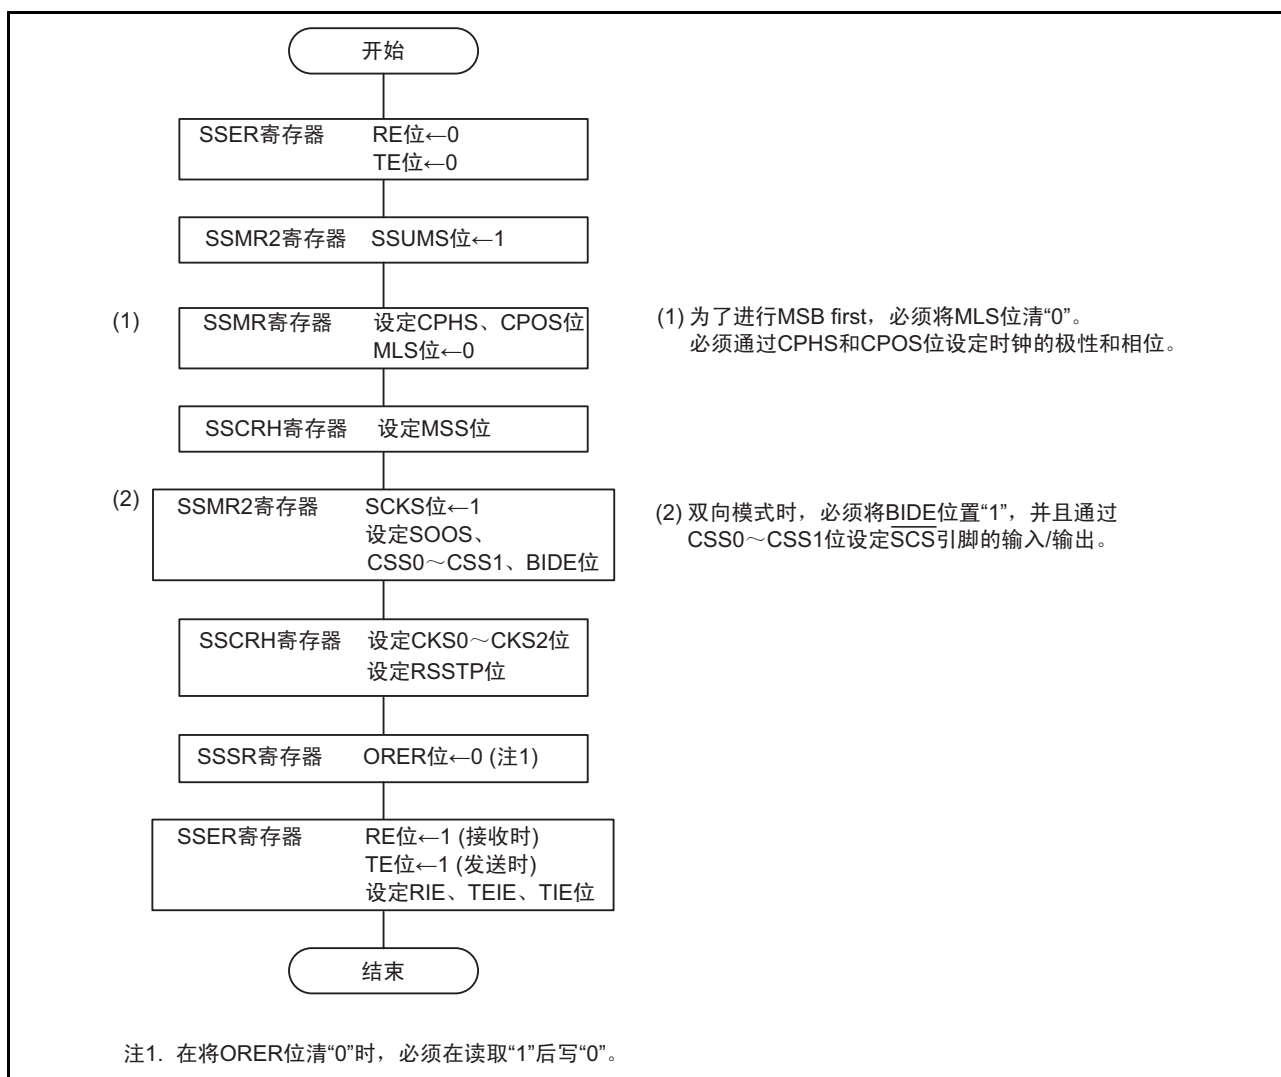 开始
SSER寄存器 RE位←0
TE位←0
SSMR2寄存器 SSUMS位←1
(1) SSMR寄存器 设定CPHS、CPOS位
MLS位←0
(1) 为了进行MSB first，必须将MLS位清“0”。
必须通过CPHS和CPOS位设定时钟的极性和相位。
SSCRH寄存器 设定MSS位
(2) SSMR2寄存器 SCKS位←1
设定SOOS、
CSS0～CSS1、BIDE位
(2) 双向模式时，必须将BIDE位置“1”，并且通过
CSS0～CSS1位设定SCS引脚的输入/输出。
SSCRH寄存器 设定CKS0～CKS2位
设定RSSTP位
SSSR寄存器 ORER位←0 (注1)
SSER寄存器 RE位←1 (接收时)
TE位←1 (发送时)
设定RIE、TEIE、TIE位
结束
注1. 在将ORER位清“0”时，必须在读取“1”后写“0”。